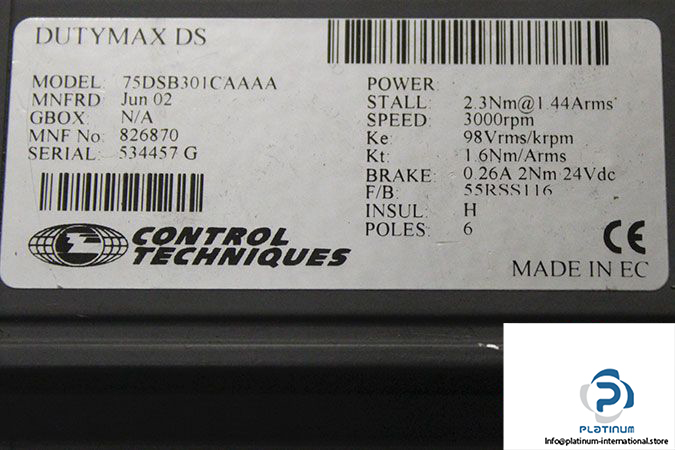 DUTYMAX DS
MODEL: 75DSB301CAAAA
MNFRD: Jun 02
GBOX: N/A
MNF No: 826870
SERIAL: 534457 G
CONTROL
TECHNIQUES
POWER:
STALL: 2.3Nm@1.44Arms
SPEED: 3000rpm
Ke: 98Vrms/krpm
Kt: 1.6Nm/Arms
BRAKE: 0.26A 2Nm 24Vdc
F/B: 55RSS116
INSUL: H
POLES: 6
CE
MADE IN EC
PLATINUM
Info@platinum-international.store